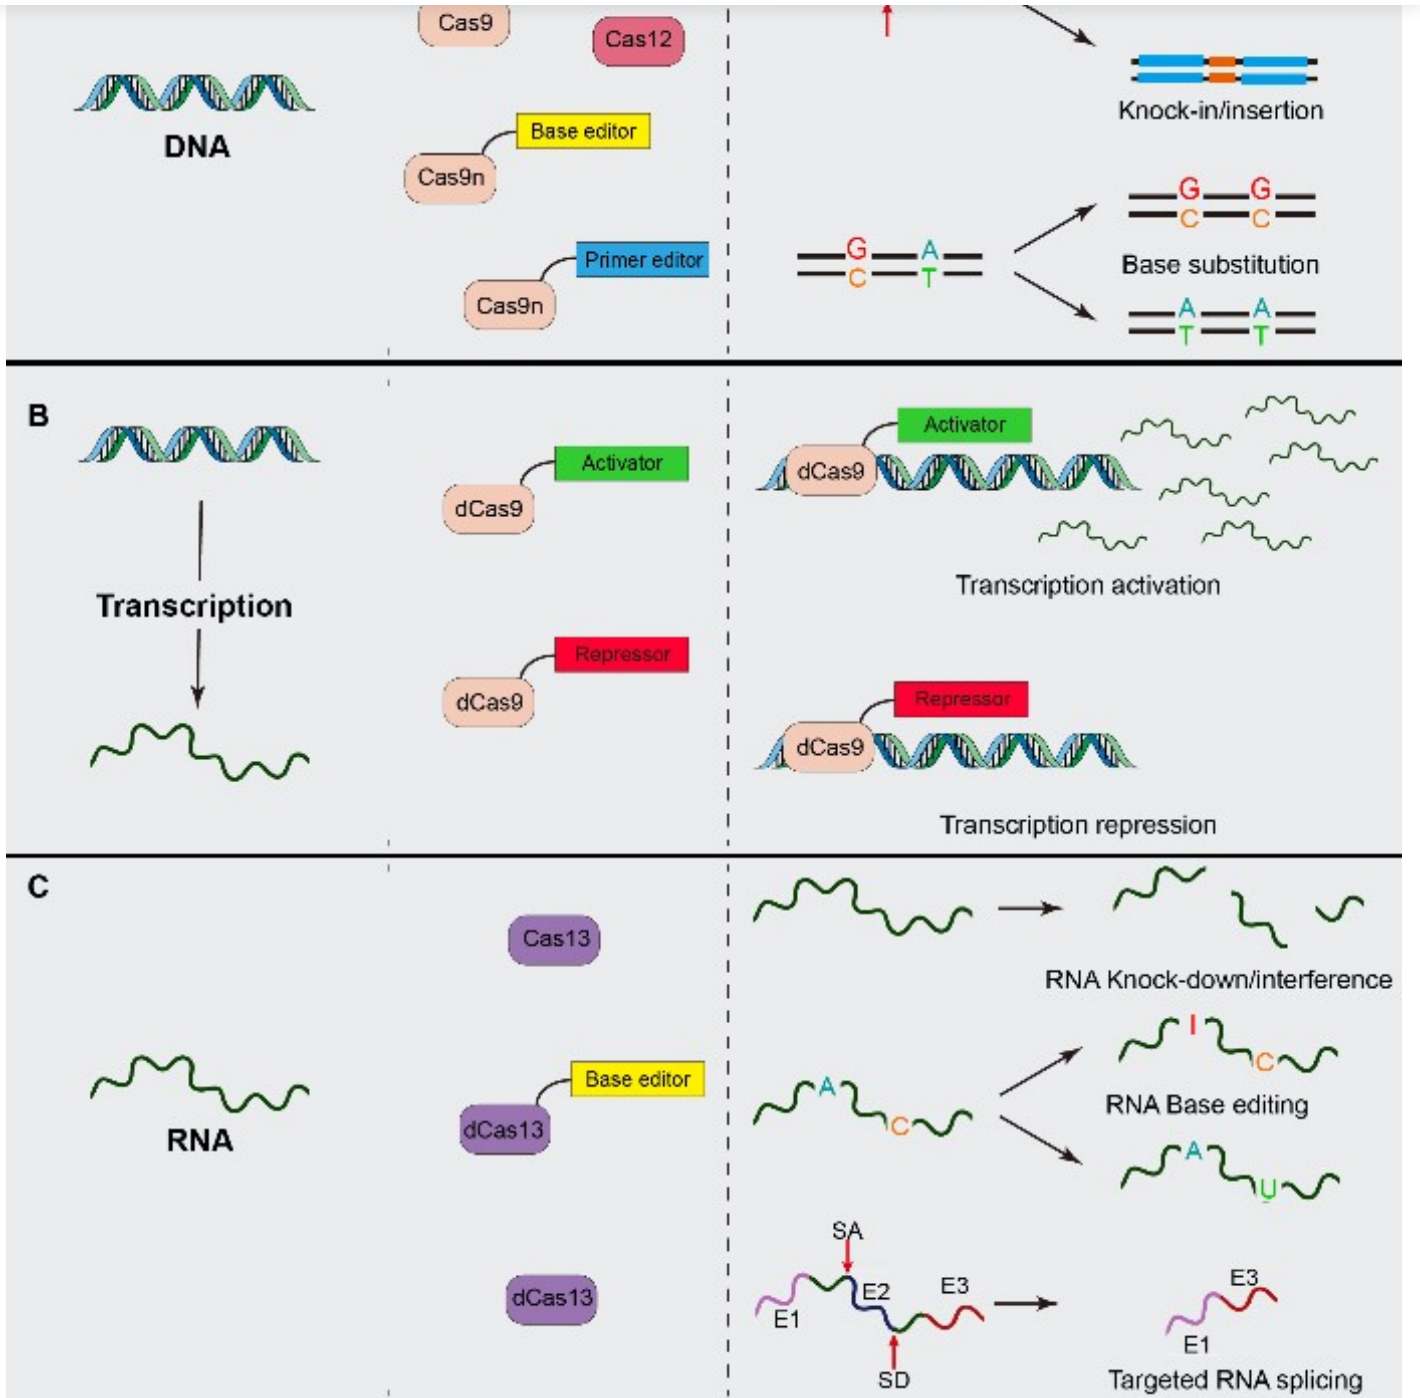 Cas9
Cas12
Knock-in/insertion
DNA
Base editor
Cas9n
G G
C C
Primer editor
Cas9n
G A
C T
Base substitution
A A
T T
B
Activator
dCas9
Activator
dCas9
Transcription activation
Transcription
Repressor
dCas9
Repressor
dCas9
Transcription repression
C
Cas13
RNA Knock-down/interference
RNA
Base editor
dCas13
A
C
I
C
RNA Base editing
A
U
dCas13
SA
E1
E2
E3
SD
E3
E1
Targeted RNA splicing